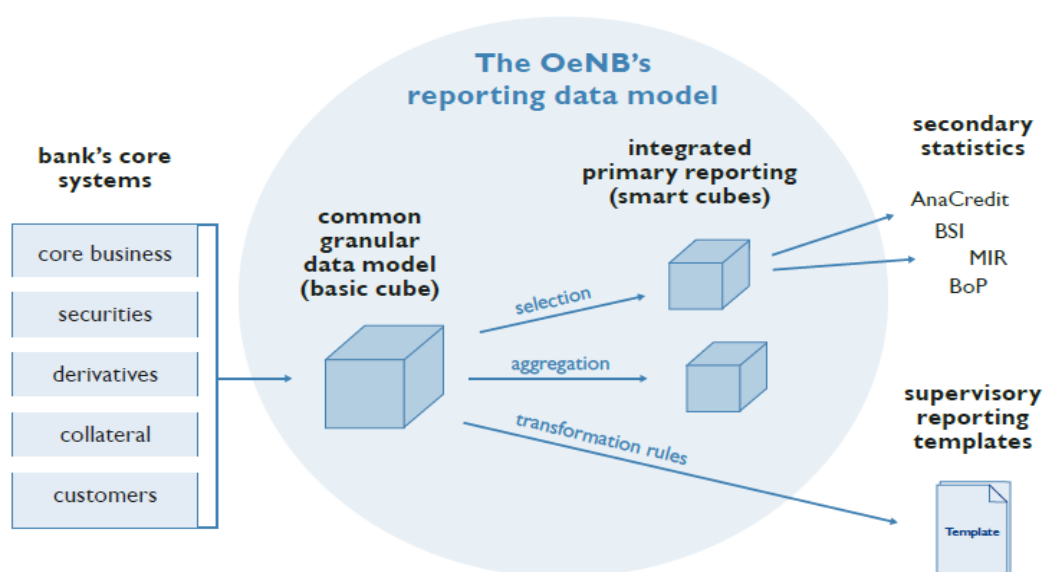 The OeNB's
reporting data model
bank's core
systems
core business
securities
derivatives
collateral
customers
common
granular
data model
(basic cube)
selection
aggregation
transformation rules
integrated
primary reporting
(smart cubes)
secondary
statistics
AnaCredit
BSI
MIR
BoP
supervisory
reporting
templates
Template